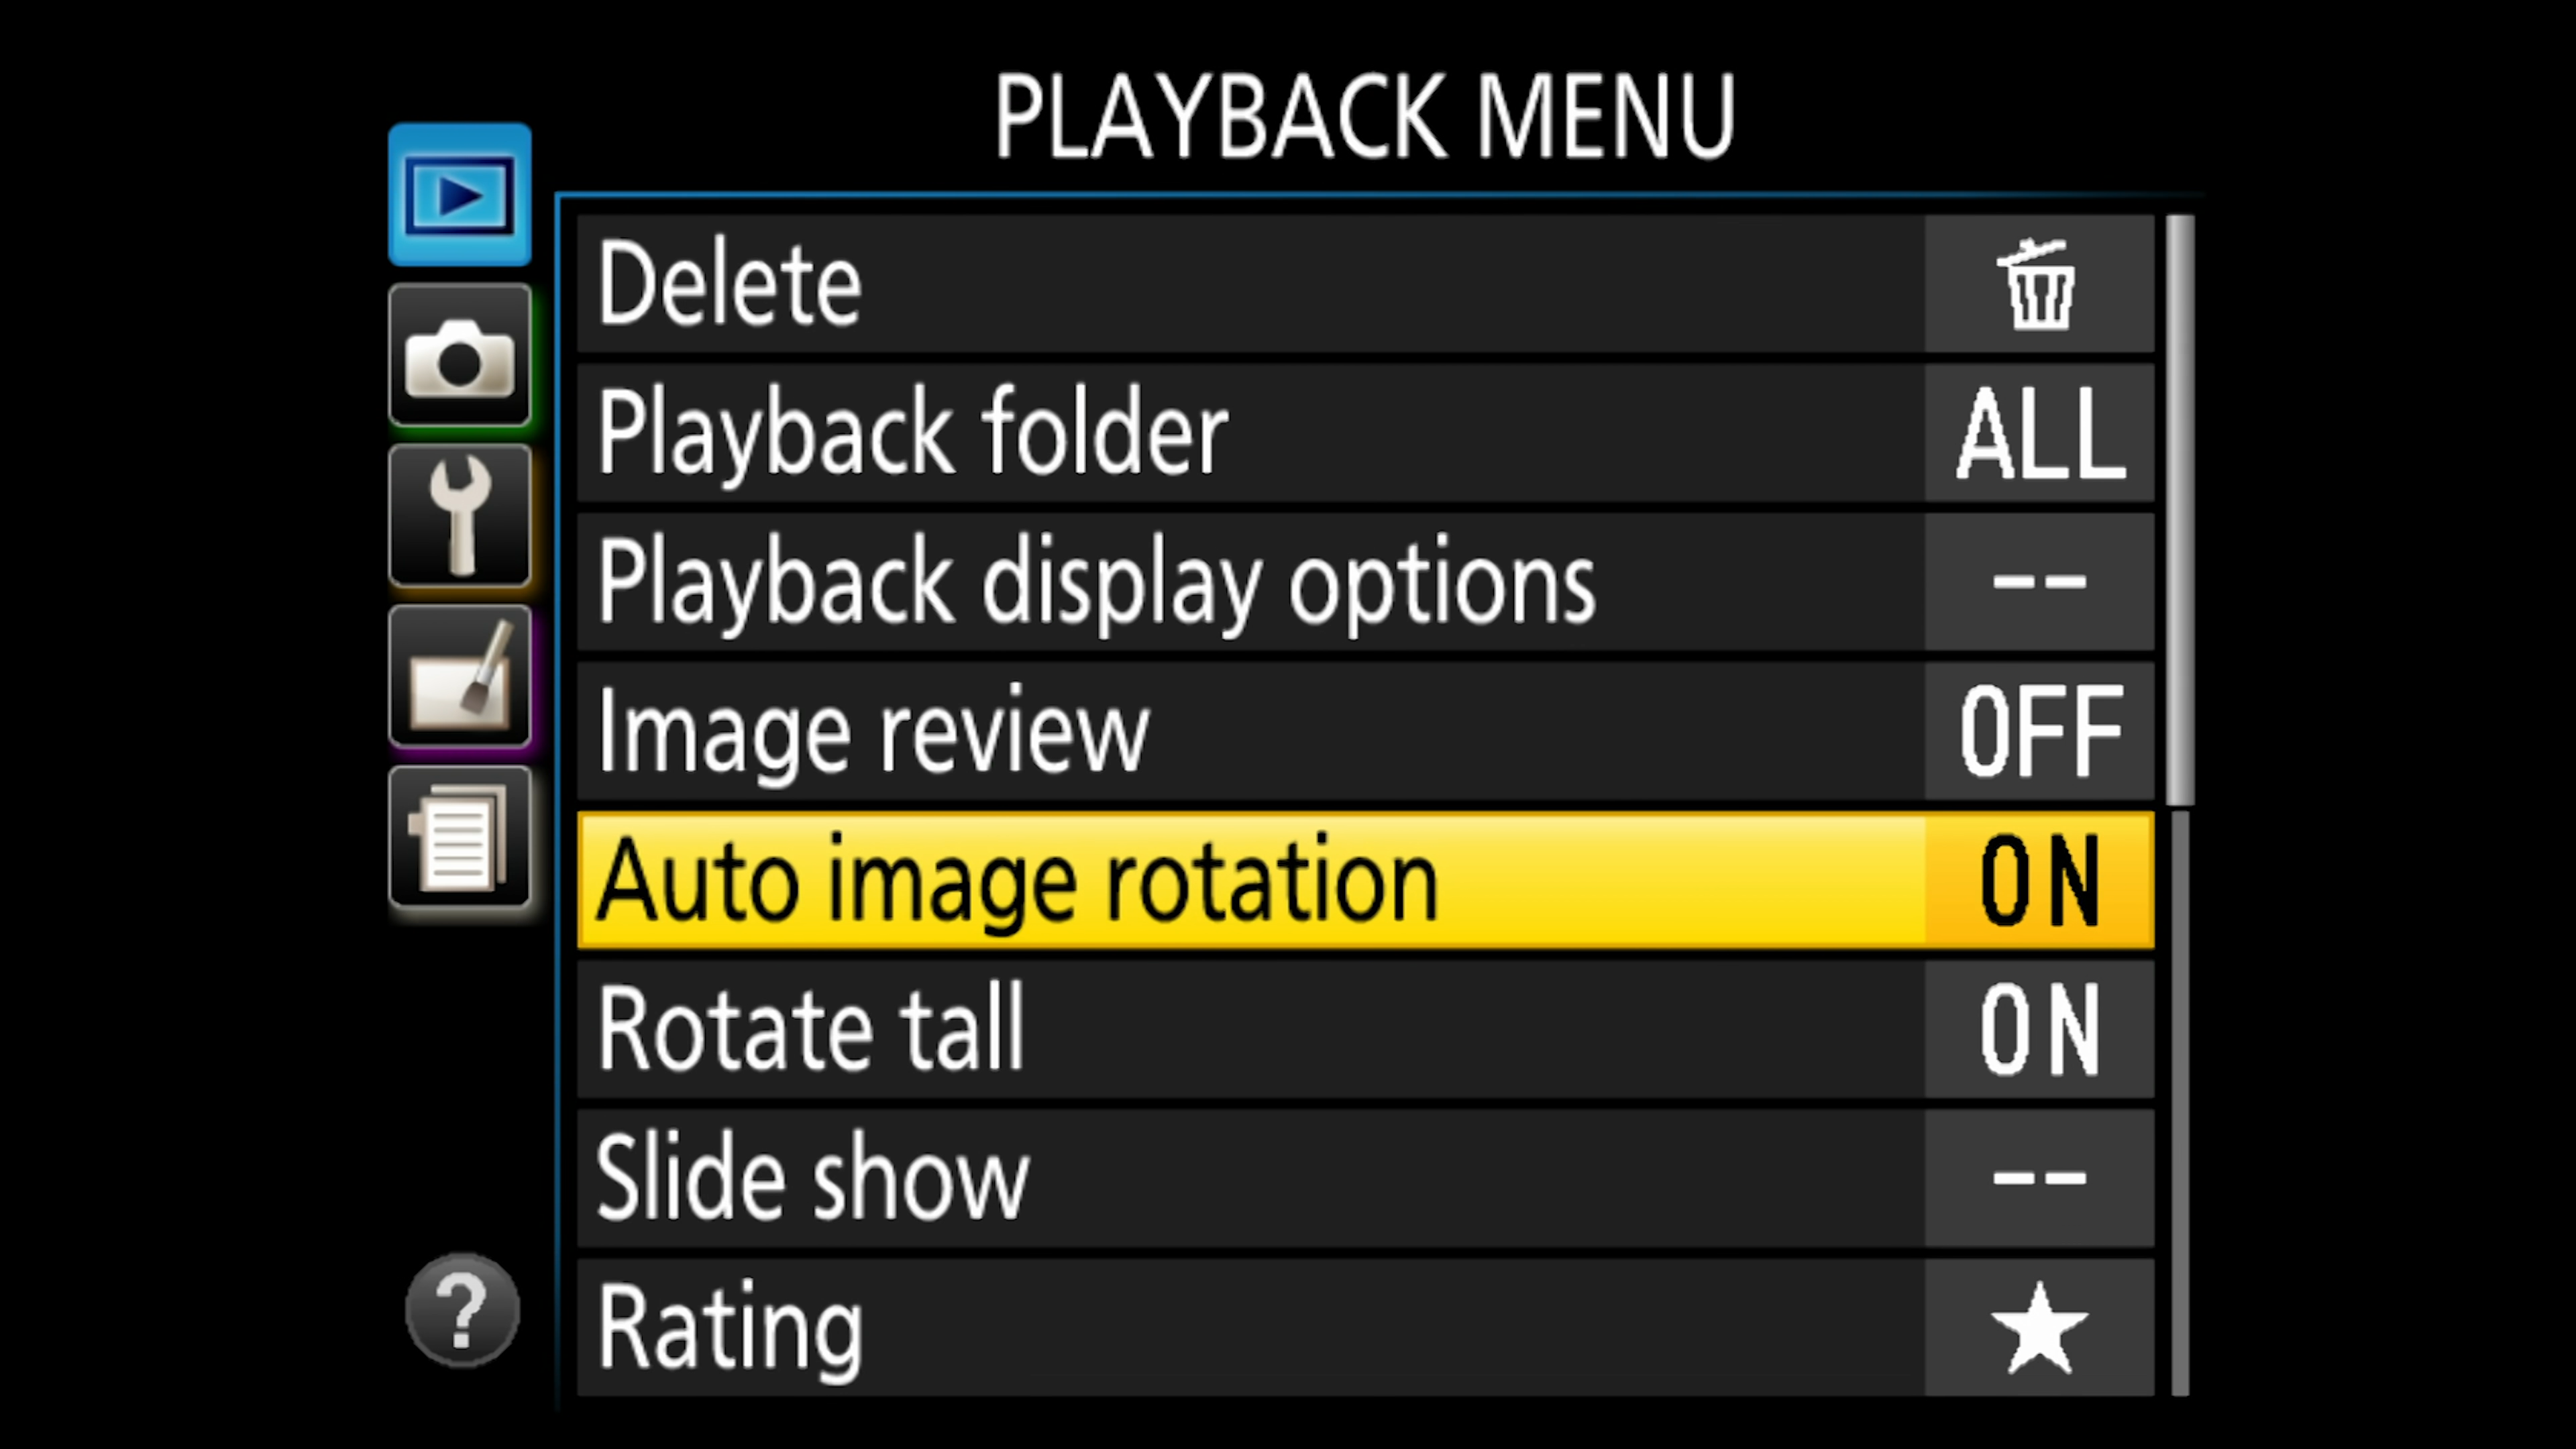 PLAYBACK MENU
Delete
Playback folder ALL
Playback display options --
Image review OFF
Auto image rotation ON
Rotate tall ON
Slide show --
Rating
?